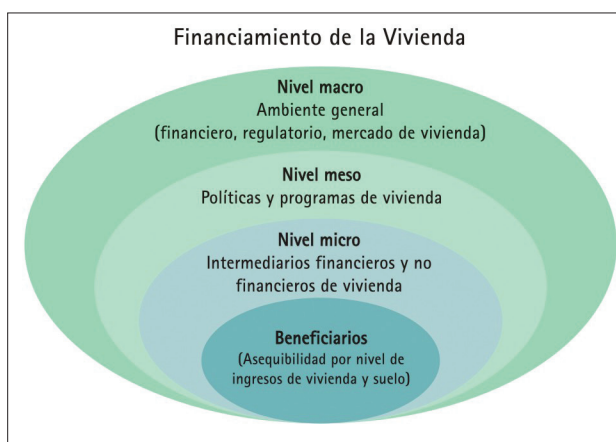 Financiamiento de la Vivienda
Nivel macro
Ambiente general
(financiero, regulatorio, mercado de vivienda)
Nivel meso
Políticas y programas de vivienda
Nivel micro
Intermediarios financieros y no
financieros de vivienda
Beneficiarios
(Asequibilidad por nivel de
ingresos de vivienda y suelo)